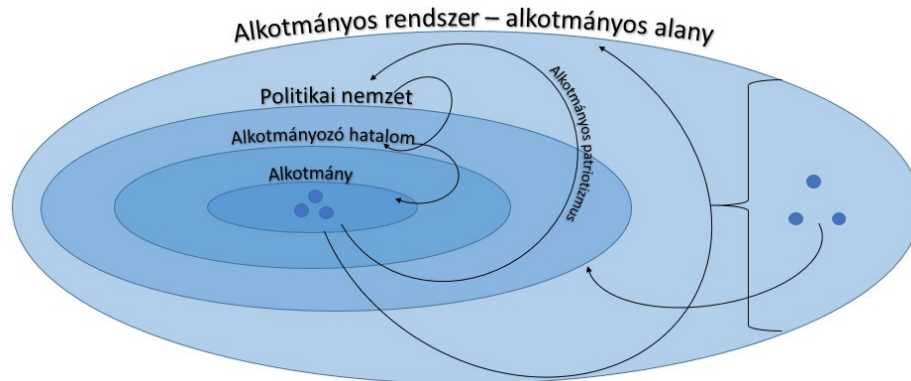 Alkotmányos rendszer – alkotmányos alany
Politikai nemzet
Alkotmányozó hatalom
Alkotmány
Alkotmányos patriotizmus